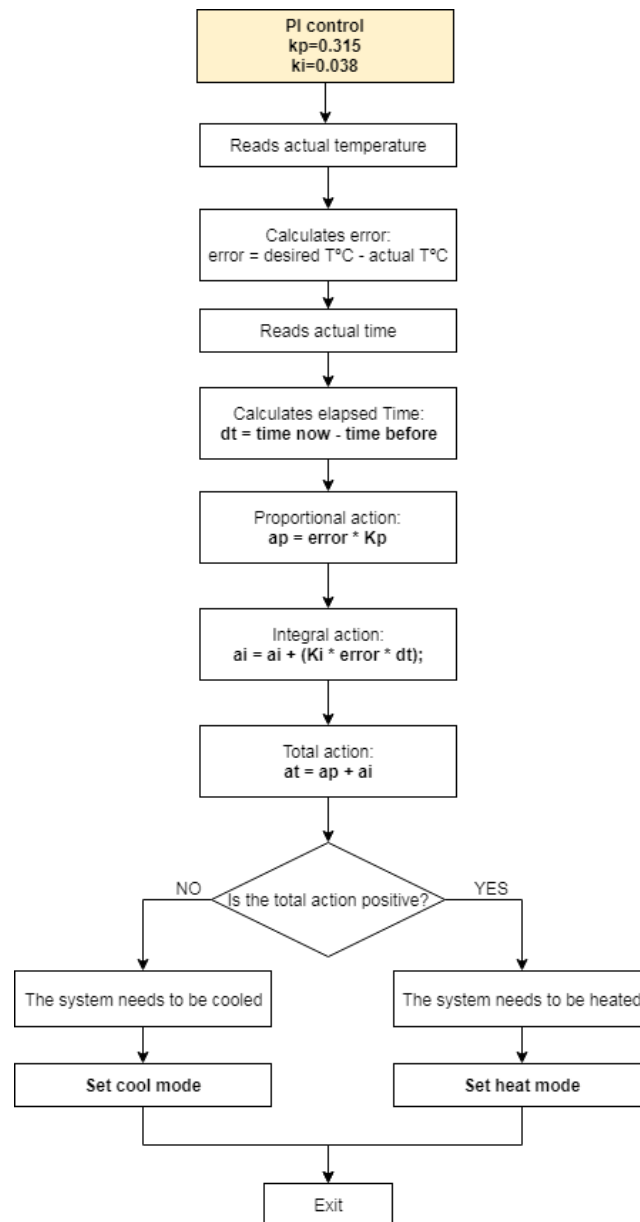 PI control
kp=0.315
ki=0.038
Reads actual temperature
Calculates error:
error = desired TºC - actual TºC
Reads actual time
Calculates elapsed Time:
dt = time now - time before
Proportional action:
ap = error * Kp
Integral action:
ai = ai + (Ki * error * dt);
Total action:
at = ap + ai
Is the total action positive?
NO
YES
The system needs to be cooled
The system needs to be heated
Set cool mode
Set heat mode
Exit